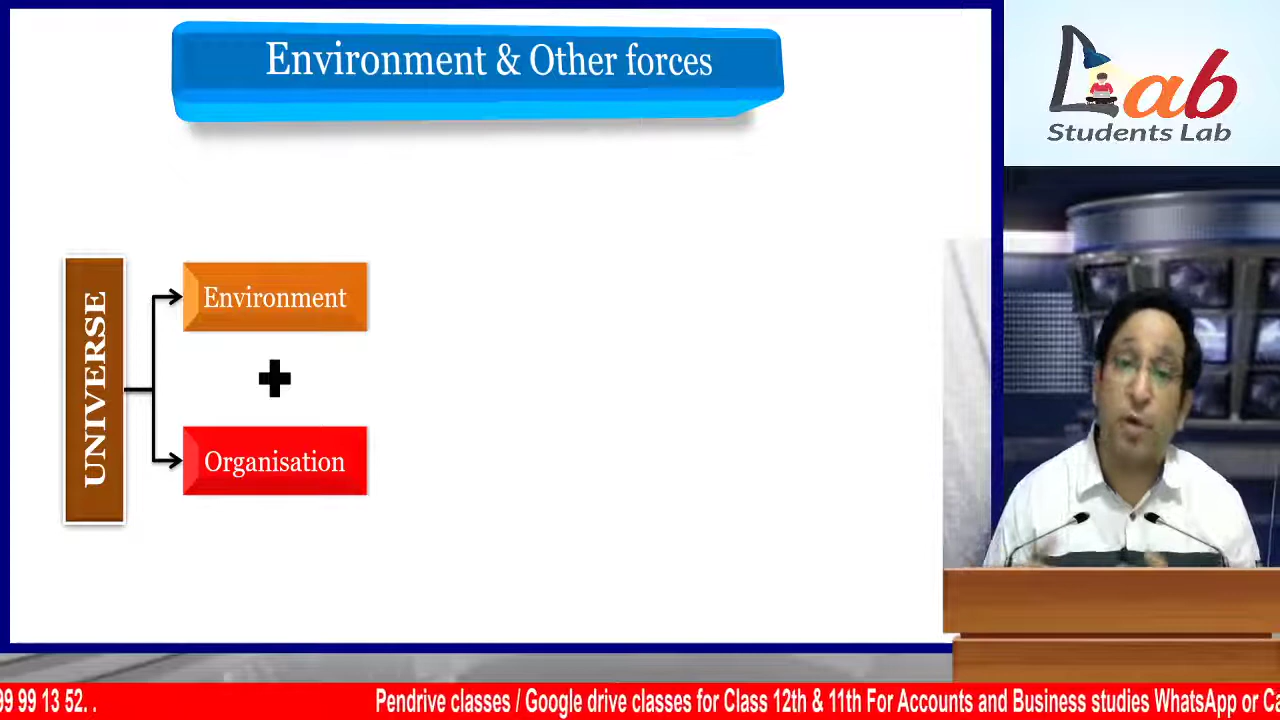 Environment & Other forces
Lab
Students Lab
UNIVERSE
Environment
Organisation
99 99 13 52. . Pendrive classes / Google drive classes for Class 12th & 11th For Accounts and Business studies WhatsApp or Ca